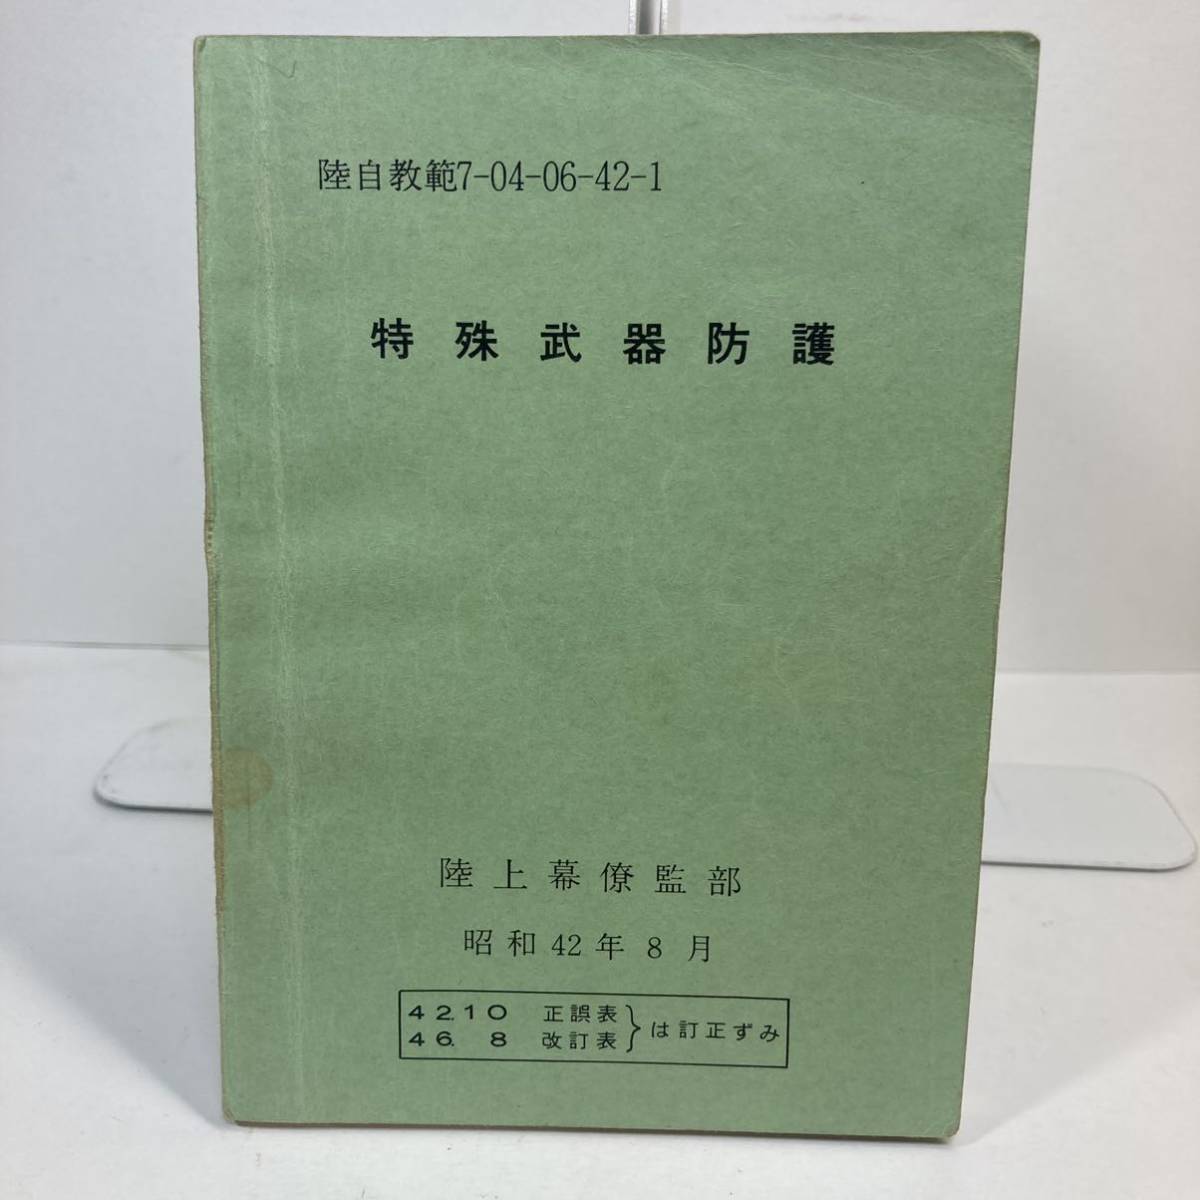 陸自教範7-04-06-42-1
特殊武器防護
陸上幕僚監部
昭和42年8月
42.10 正誤表
46. 8 改訂表 } は訂正ずみ